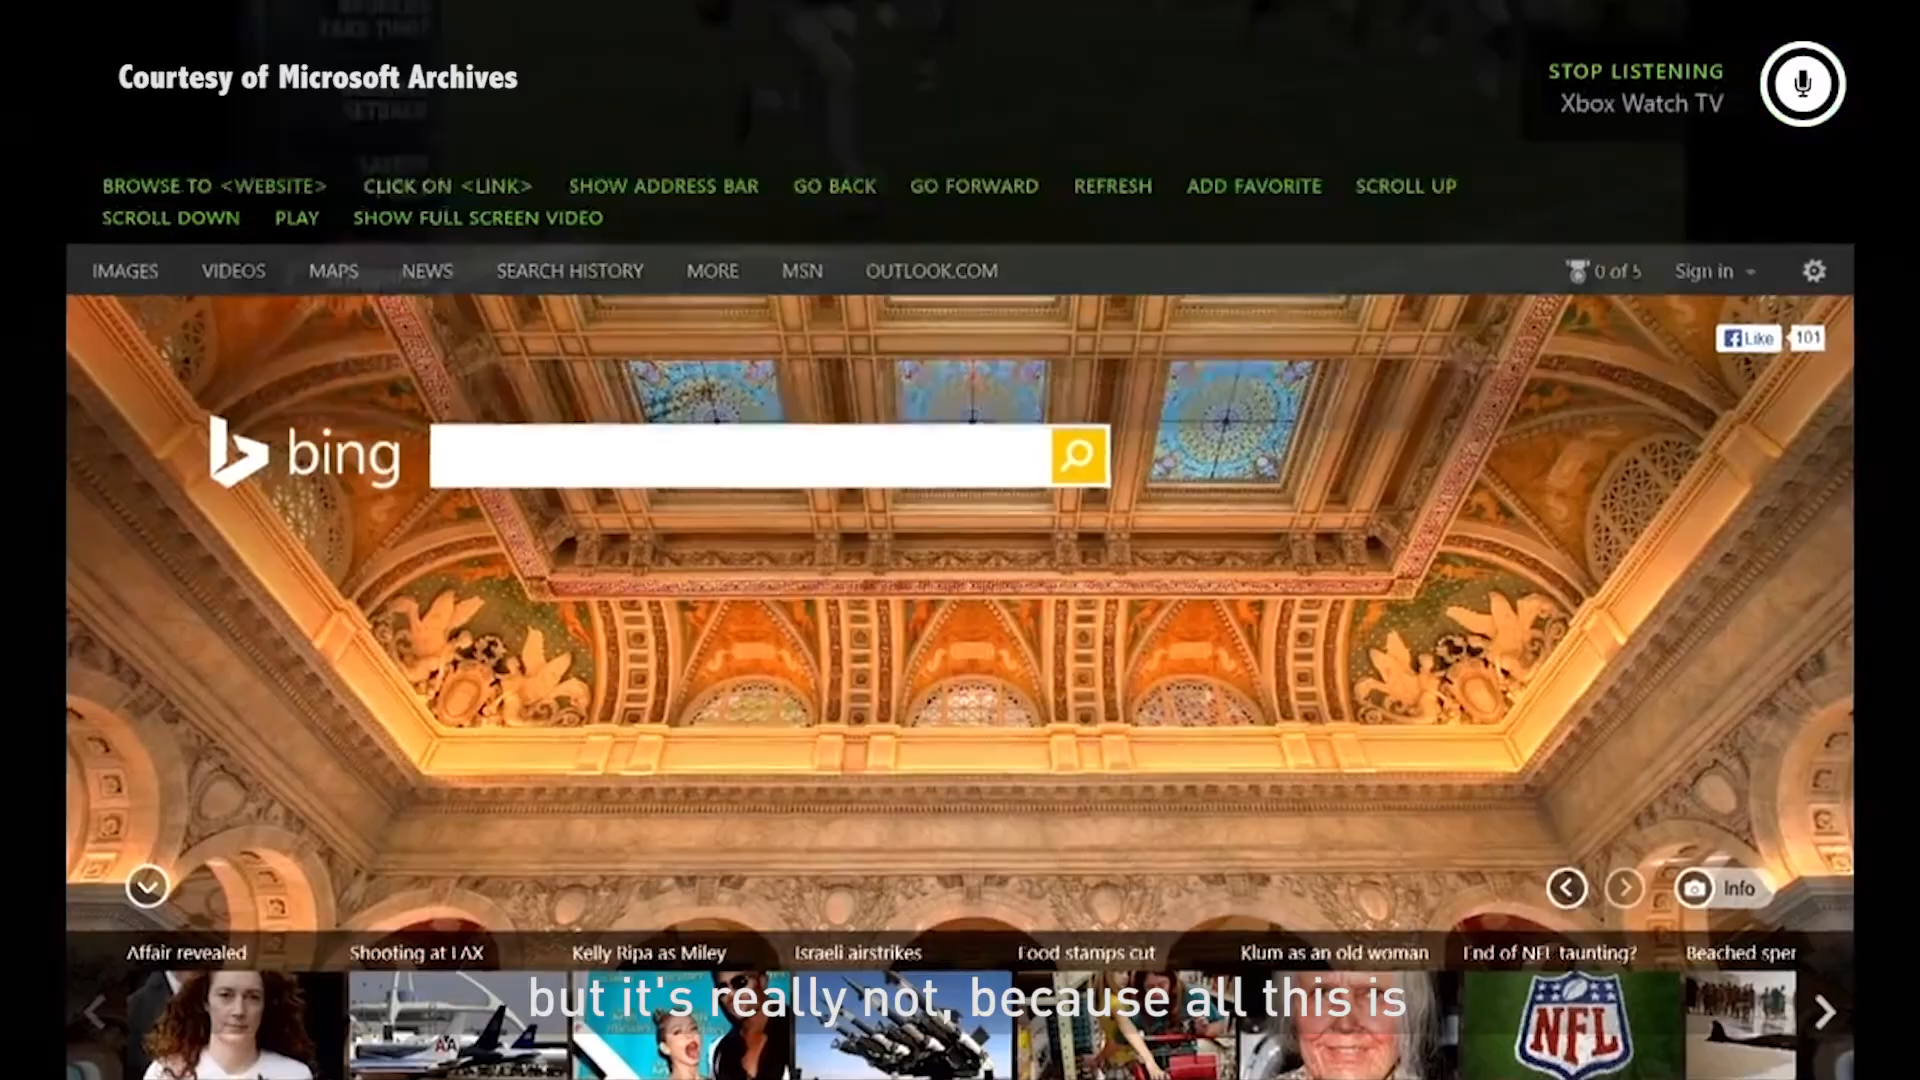 Courtesy of Microsoft Archives
STOP LISTENING
Xbox Watch TV
BROWSE TO <WEBSITE> CLICK ON <LINK> SHOW ADDRESS BAR GO BACK GO FORWARD REFRESH ADD FAVORITE SCROLL UP
SCROLL DOWN PLAY SHOW FULL SCREEN VIDEO
IMAGES VIDEOS MAPS NEWS SEARCH HISTORY MORE MSN OUTLOOK.COM 0 of 5 Sign in
Like 101
bing
Info
Affair revealed Shooting at LAX Kelly Ripa as Miley Israeli airstrikes Food stamps cut Klum as an old woman End of NFL taunting? Beached sper
but it's really not, because all this is
AA
NFL